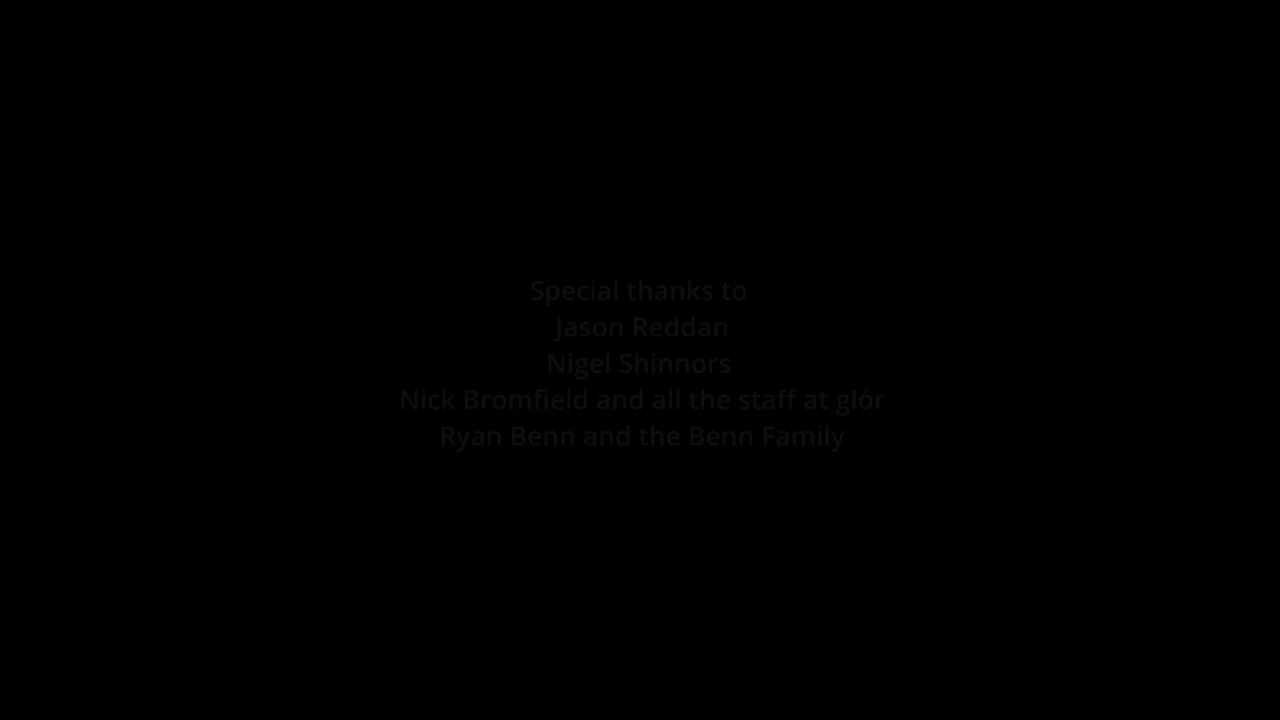 Special thanks to
Jason Reddan
Nigel Shinnors
Nick Bromfield and all the staff at glór
Ryan Benn and the Benn Family